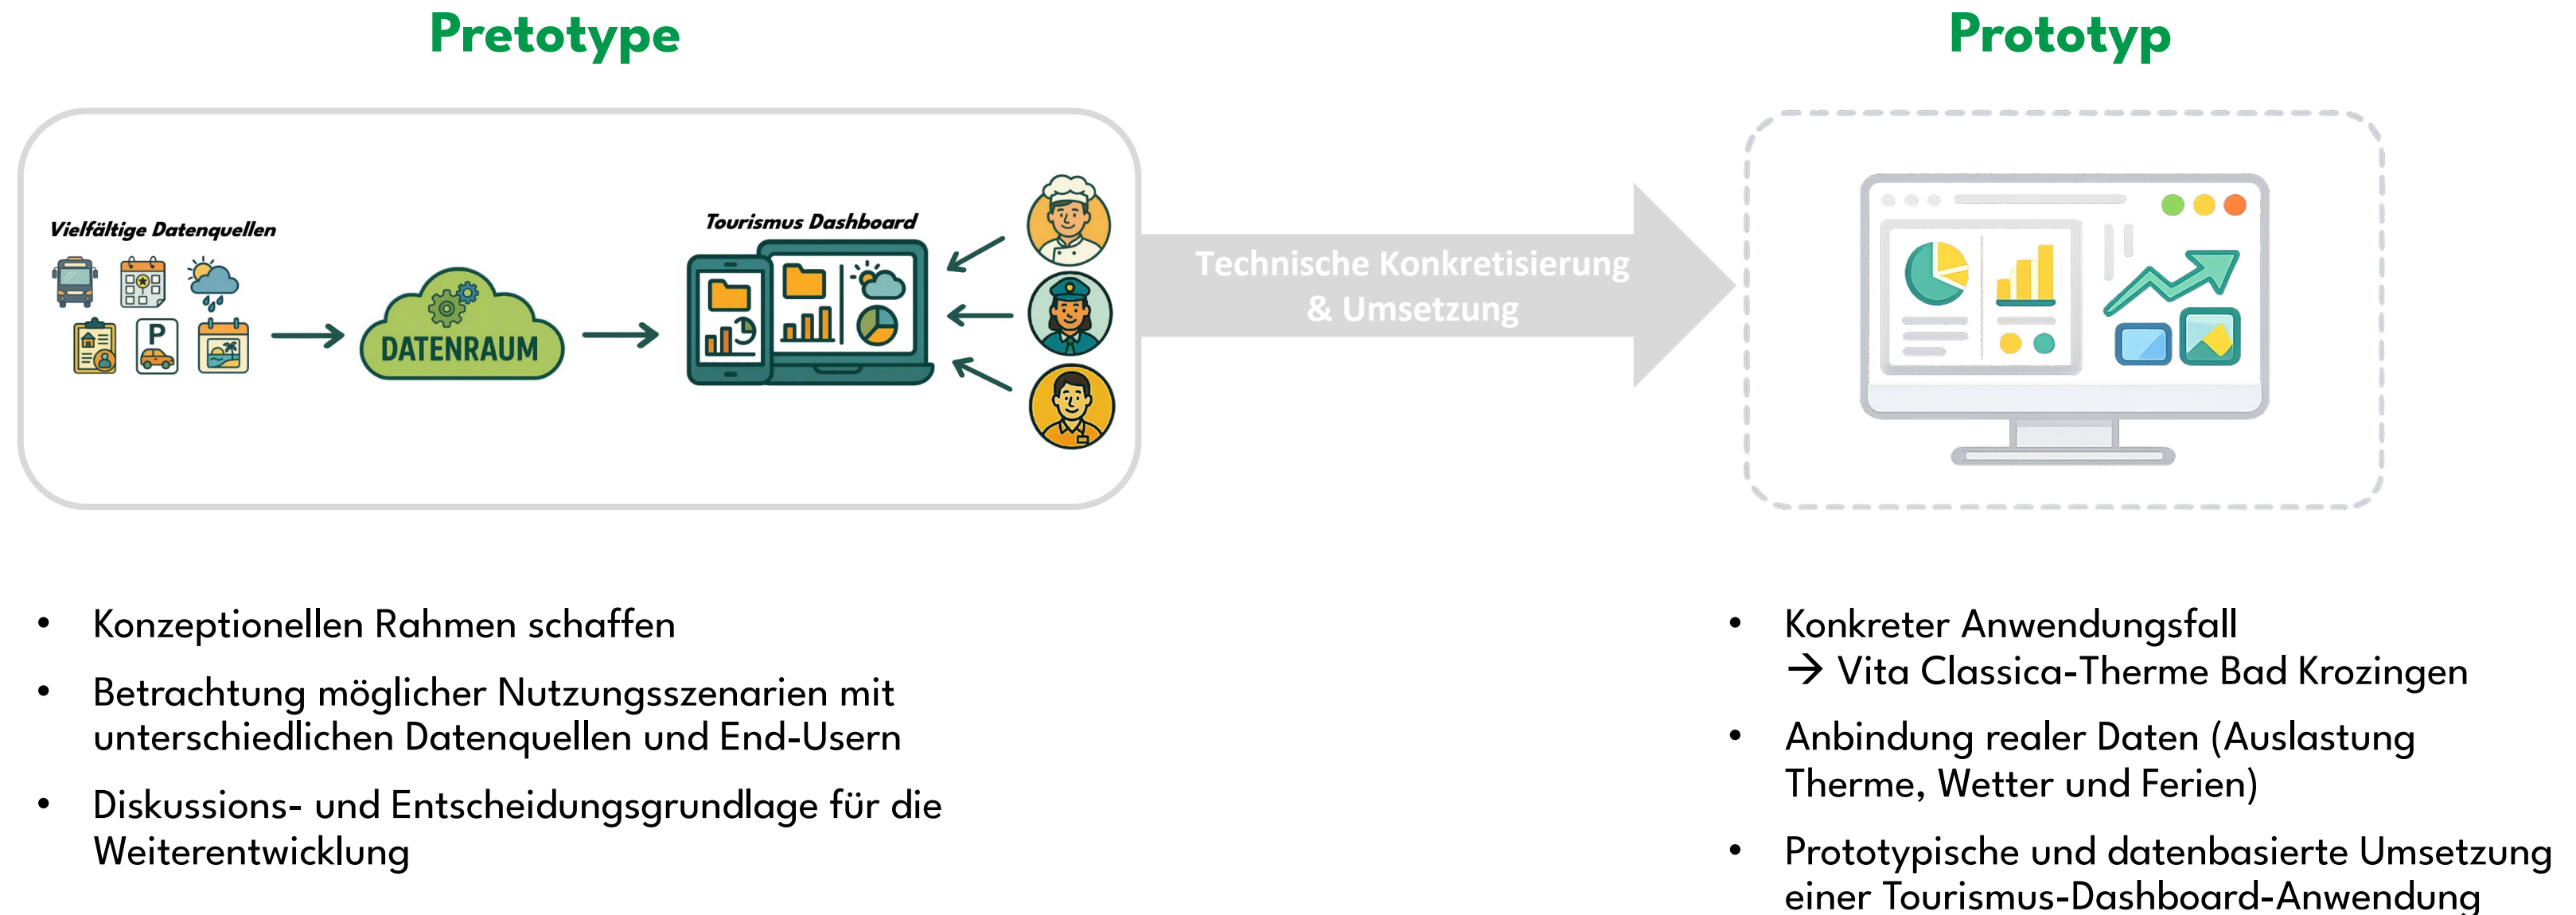 Pretotype
Vielfältige Datenquellen
P
DATENRAUM
Tourismus Dashboard
Technische Konkretisierung
& Umsetzung
Prototyp
• Konzeptionellen Rahmen schaffen
• Betrachtung möglicher Nutzungsszenarien mit
unterschiedlichen Datenquellen und End-Usern
• Diskussions- und Entscheidungsgrundlage für die
Weiterentwicklung
• Konkreter Anwendungsfall
→ Vita Classica-Therme Bad Krozingen
• Anbindung realer Daten (Auslastung
Therme, Wetter und Ferien)
• Prototypische und datenbasierte Umsetzung
einer Tourismus-Dashboard-Anwendung